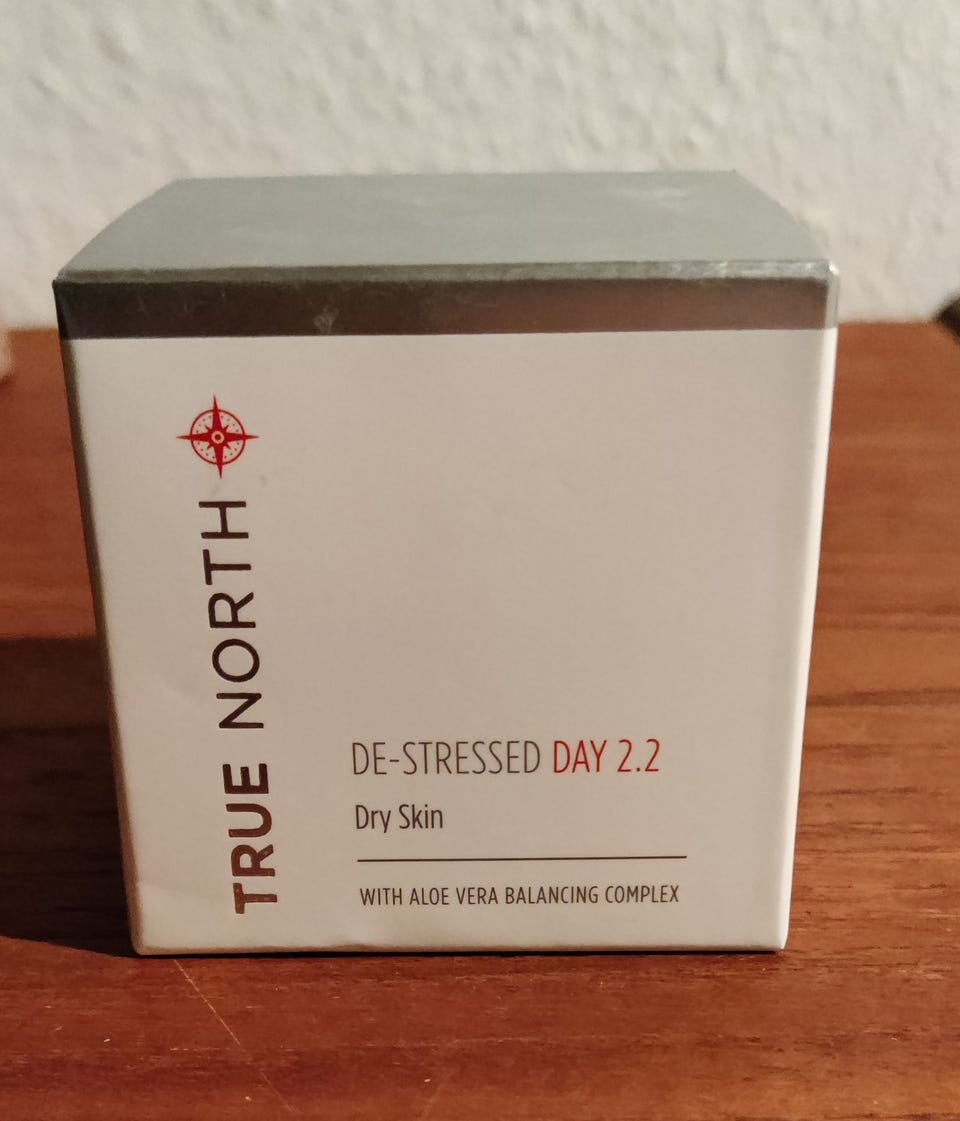 TRUE NORTH
DE-STRESSED DAY 2.2
Dry Skin
WITH ALOE VERA BALANCING COMPLEX